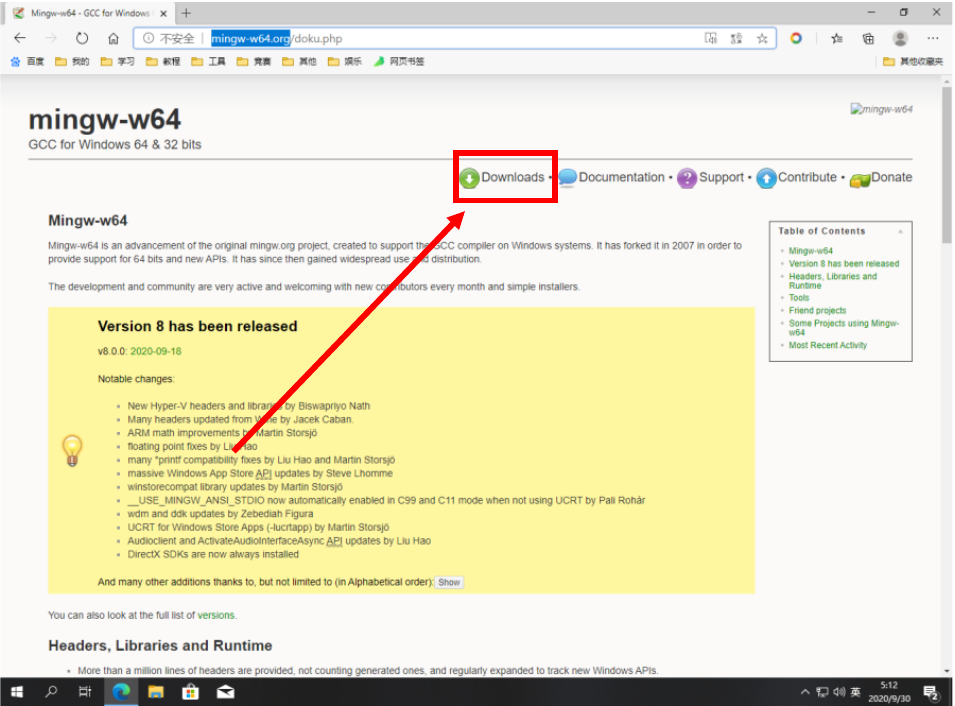 Mingw-w64 - GCC for Windows
不安全 | mingw-w64.org/doku.php
百度 我的 学习 教程 工具 竞赛 其他 娱乐 网页书签 其他收藏夹
mingw-w64
mingw-w64
GCC for Windows 64 & 32 bits
Downloads • Documentation • Support • Contribute • Donate
Mingw-w64
Mingw-w64 is an advancement of the original mingw.org project, created to support the GCC compiler on Windows systems. It has forked it in 2007 in order to
provide support for 64 bits and new APIs. It has since then gained widespread use and distribution.
The development and community are very active and welcoming with new contributors every month and simple installers.
Table of Contents
Mingw-w64
Version 8 has been released
Headers, Libraries and
Runtime
Tools
Friend projects
Some Projects using Mingw-
w64
Most Recent Activity
Version 8 has been released
v8.0.0: 2020-09-18
Notable changes:
New Hyper-V headers and libraries by Biswapriyo Nath
Many headers updated from Wine by Jacek Caban.
ARM math improvements by Martin Storsjö
floating point fixes by Liu Hao
many *printf compatibility fixes by Liu Hao and Martin Storsjö
massive Windows App Store API updates by Steve Lhomme
winstorecompat library updates by Martin Storsjö
__USE_MINGW_ANSI_STDIO now automatically enabled in C99 and C11 mode when not using UCRT by Pali Rohár
wdm and ddk updates by Zebediah Figura
UCRT for Windows Store Apps (-lucrtapp) by Martin Storsjö
Audioclient and ActivateAudioInterfaceAsync API updates by Liu Hao
DirectX SDKs are now always installed
And many other additions thanks to, but not limited to (in Alphabetical order): Show
You can also look at the full list of versions.
Headers, Libraries and Runtime
More than a million lines of headers are provided, not counting generated ones, and regularly expanded to track new Windows APIs.
英
5:12
2020/9/30
2